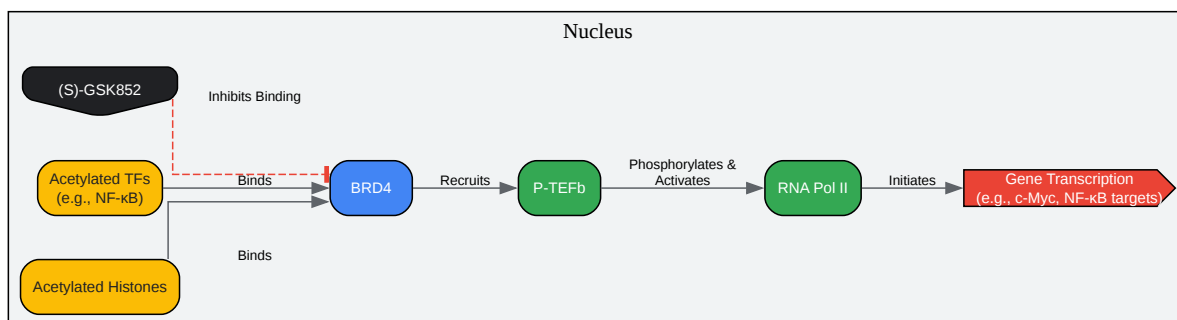 Nucleus
(S)-GSK852
Inhibits Binding
Acetylated TFs
(e.g., NF-κB)
Binds
BRD4
Recruits
P-TEFb
Phosphorylates &
Activates
RNA Pol II
Initiates
Gene Transcription
(e.g., c-Myc, NF-κB targets)
Binds
Acetylated Histones